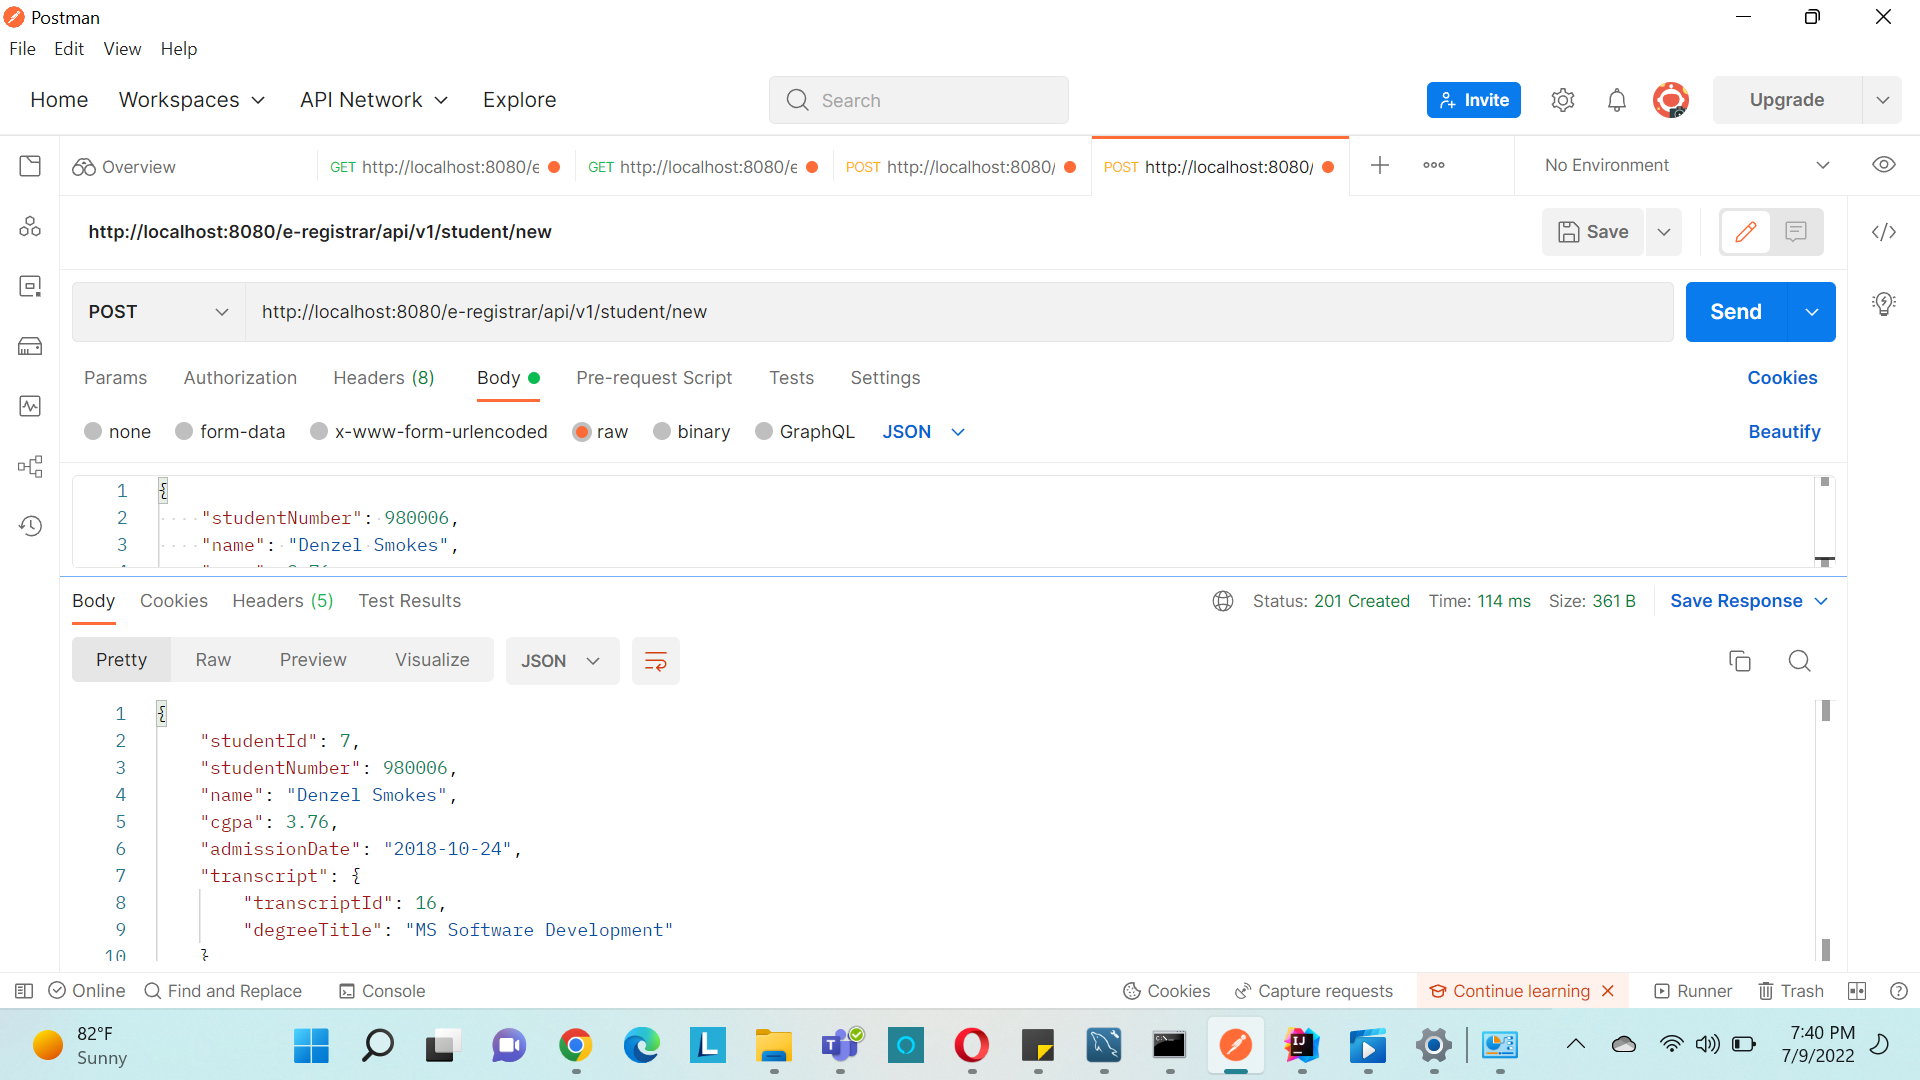 Postman
File Edit View Help
Home Workspaces API Network Explore Search Invite Upgrade
Overview GET http://localhost:8080/e GET http://localhost:8080/e POST http://localhost:8080/ POST http://localhost:8080/ No Environment
http://localhost:8080/e-registrar/api/v1/student/new Save
POST http://localhost:8080/e-registrar/api/v1/student/new Send
Params Authorization Headers (8) Body Pre-request Script Tests Settings Cookies
none form-data x-www-form-urlencoded raw binary GraphQL JSON Beautify
1 {
2 "studentNumber": 980006,
3 "name": "Denzel Smokes",
Body Cookies Headers (5) Test Results Status: 201 Created Time: 114 ms Size: 361 B Save Response
Pretty Raw Preview Visualize JSON
1 {
2 "studentId": 7,
3 "studentNumber": 980006,
4 "name": "Denzel Smokes",
5 "cgpa": 3.76,
6 "admissionDate": "2018-10-24",
7 "transcript": {
8 "transcriptId": 16,
9 "degreeTitle": "MS Software Development"
10 }
Online Find and Replace Console Cookies Capture requests Continue learning Runner Trash
82°F 7:40 PM
Sunny 7/9/2022